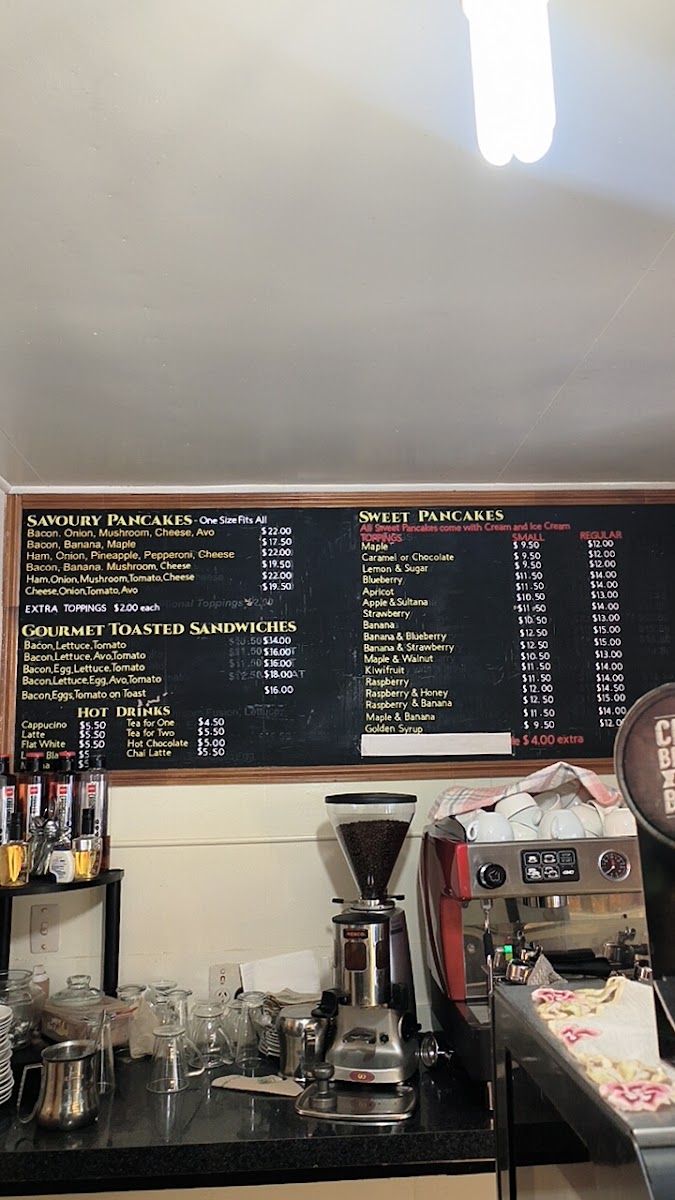 SAVOURY PANCAKES - One Size Fits All
Bacon, Onion, Mushroom, Cheese, Avo $22.00
Bacon, Banana, Maple $17.50
Ham, Onion, Pineapple, Pepperoni, Cheese $22.00
Bacon, Banana. Mushroom, Cheese $19.50
Ham,Onion,Mushroom,Tomato,Cheese $22.00
Cheese,Onion,Tomato,Avo $19.50
EXTRA TOPPINGS $2.00 each
GOURMET TOASTED SANDWICHES
Bacon,Lettuce,Tomato $14.00
Bacon,Lettuce,Avo,Tomato $16.00
Bacon,Egg,Lettuce,Tomato $16.00
Bacon,Lettuce,Egg,Avo,Tomato $18.00
Bacon,Eggs,Tomato on Toast $16.00
HOT DRINKS
Cappucino $5.50 Tea for One $4.50
Latte $5.50 Tea for Two $5.50
Flat White $5.50 Hot Chocolate $5.00
Chai Latte $5.50
SWEET PANCAKES
All Sweet Pancakes come with Cream and Ice Cream
TOPPINGS SMALL REGULAR
Maple $9.50 $12.00
Caramel or Chocolate $9.50 $12.00
Lemon & Sugar $9.50 $12.00
Blueberry $11.50 $14.00
Apricot $11.50 $14.00
Apple & Sultana $10.50 $13.00
Strawberry $11.50 $14.00
Banana $10.50 $13.00
Banana & Blueberry $12.50 $15.00
Banana & Strawberry $12.50 $15.00
Maple & Walnut $10.50 $13.00
Kiwifruit $11.50 $14.00
Raspberry $11.50 $14.00
Raspberry & Honey $12.00 $14.50
Raspberry & Banana $12.50 $15.00
Maple & Banana $11.50 $14.00
Golden Syrup $9.50 $12.00
$4.00 extra